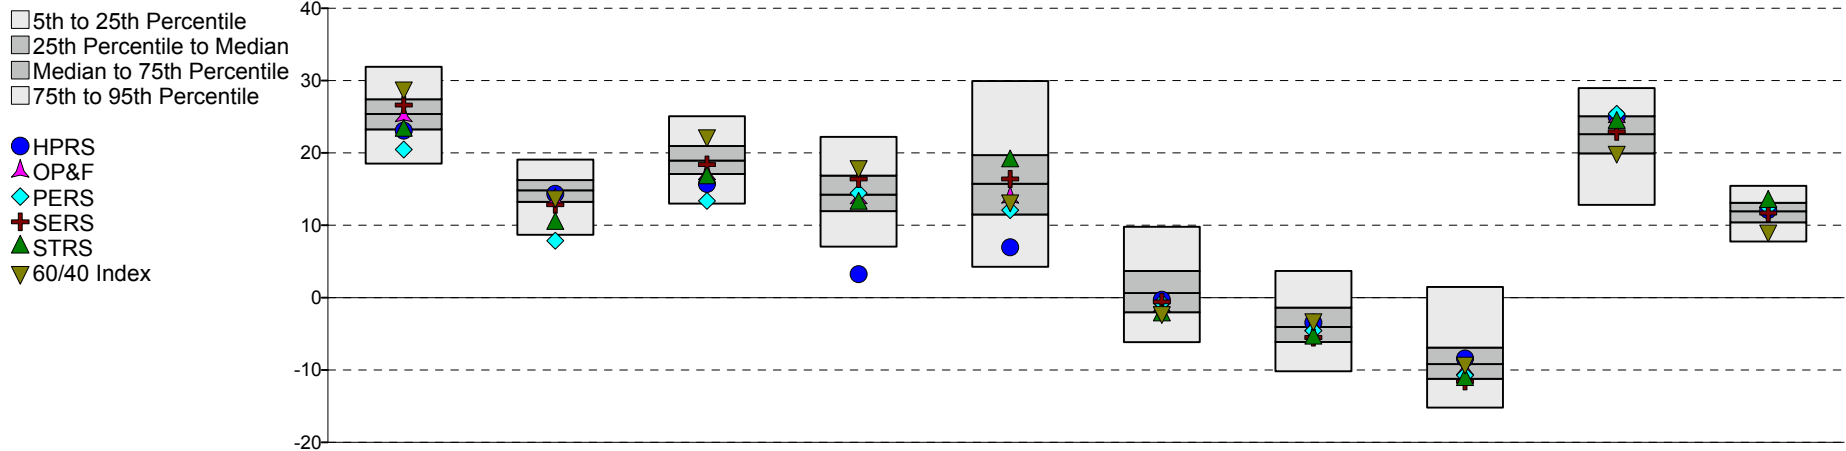 5th to 25th Percentile
25th Percentile to Median
Median to 75th Percentile
75th to 95th Percentile
HPRS
OP&F
PERS
SERS
STRS
60/40 Index
40
30
20
10
0
-10
-20